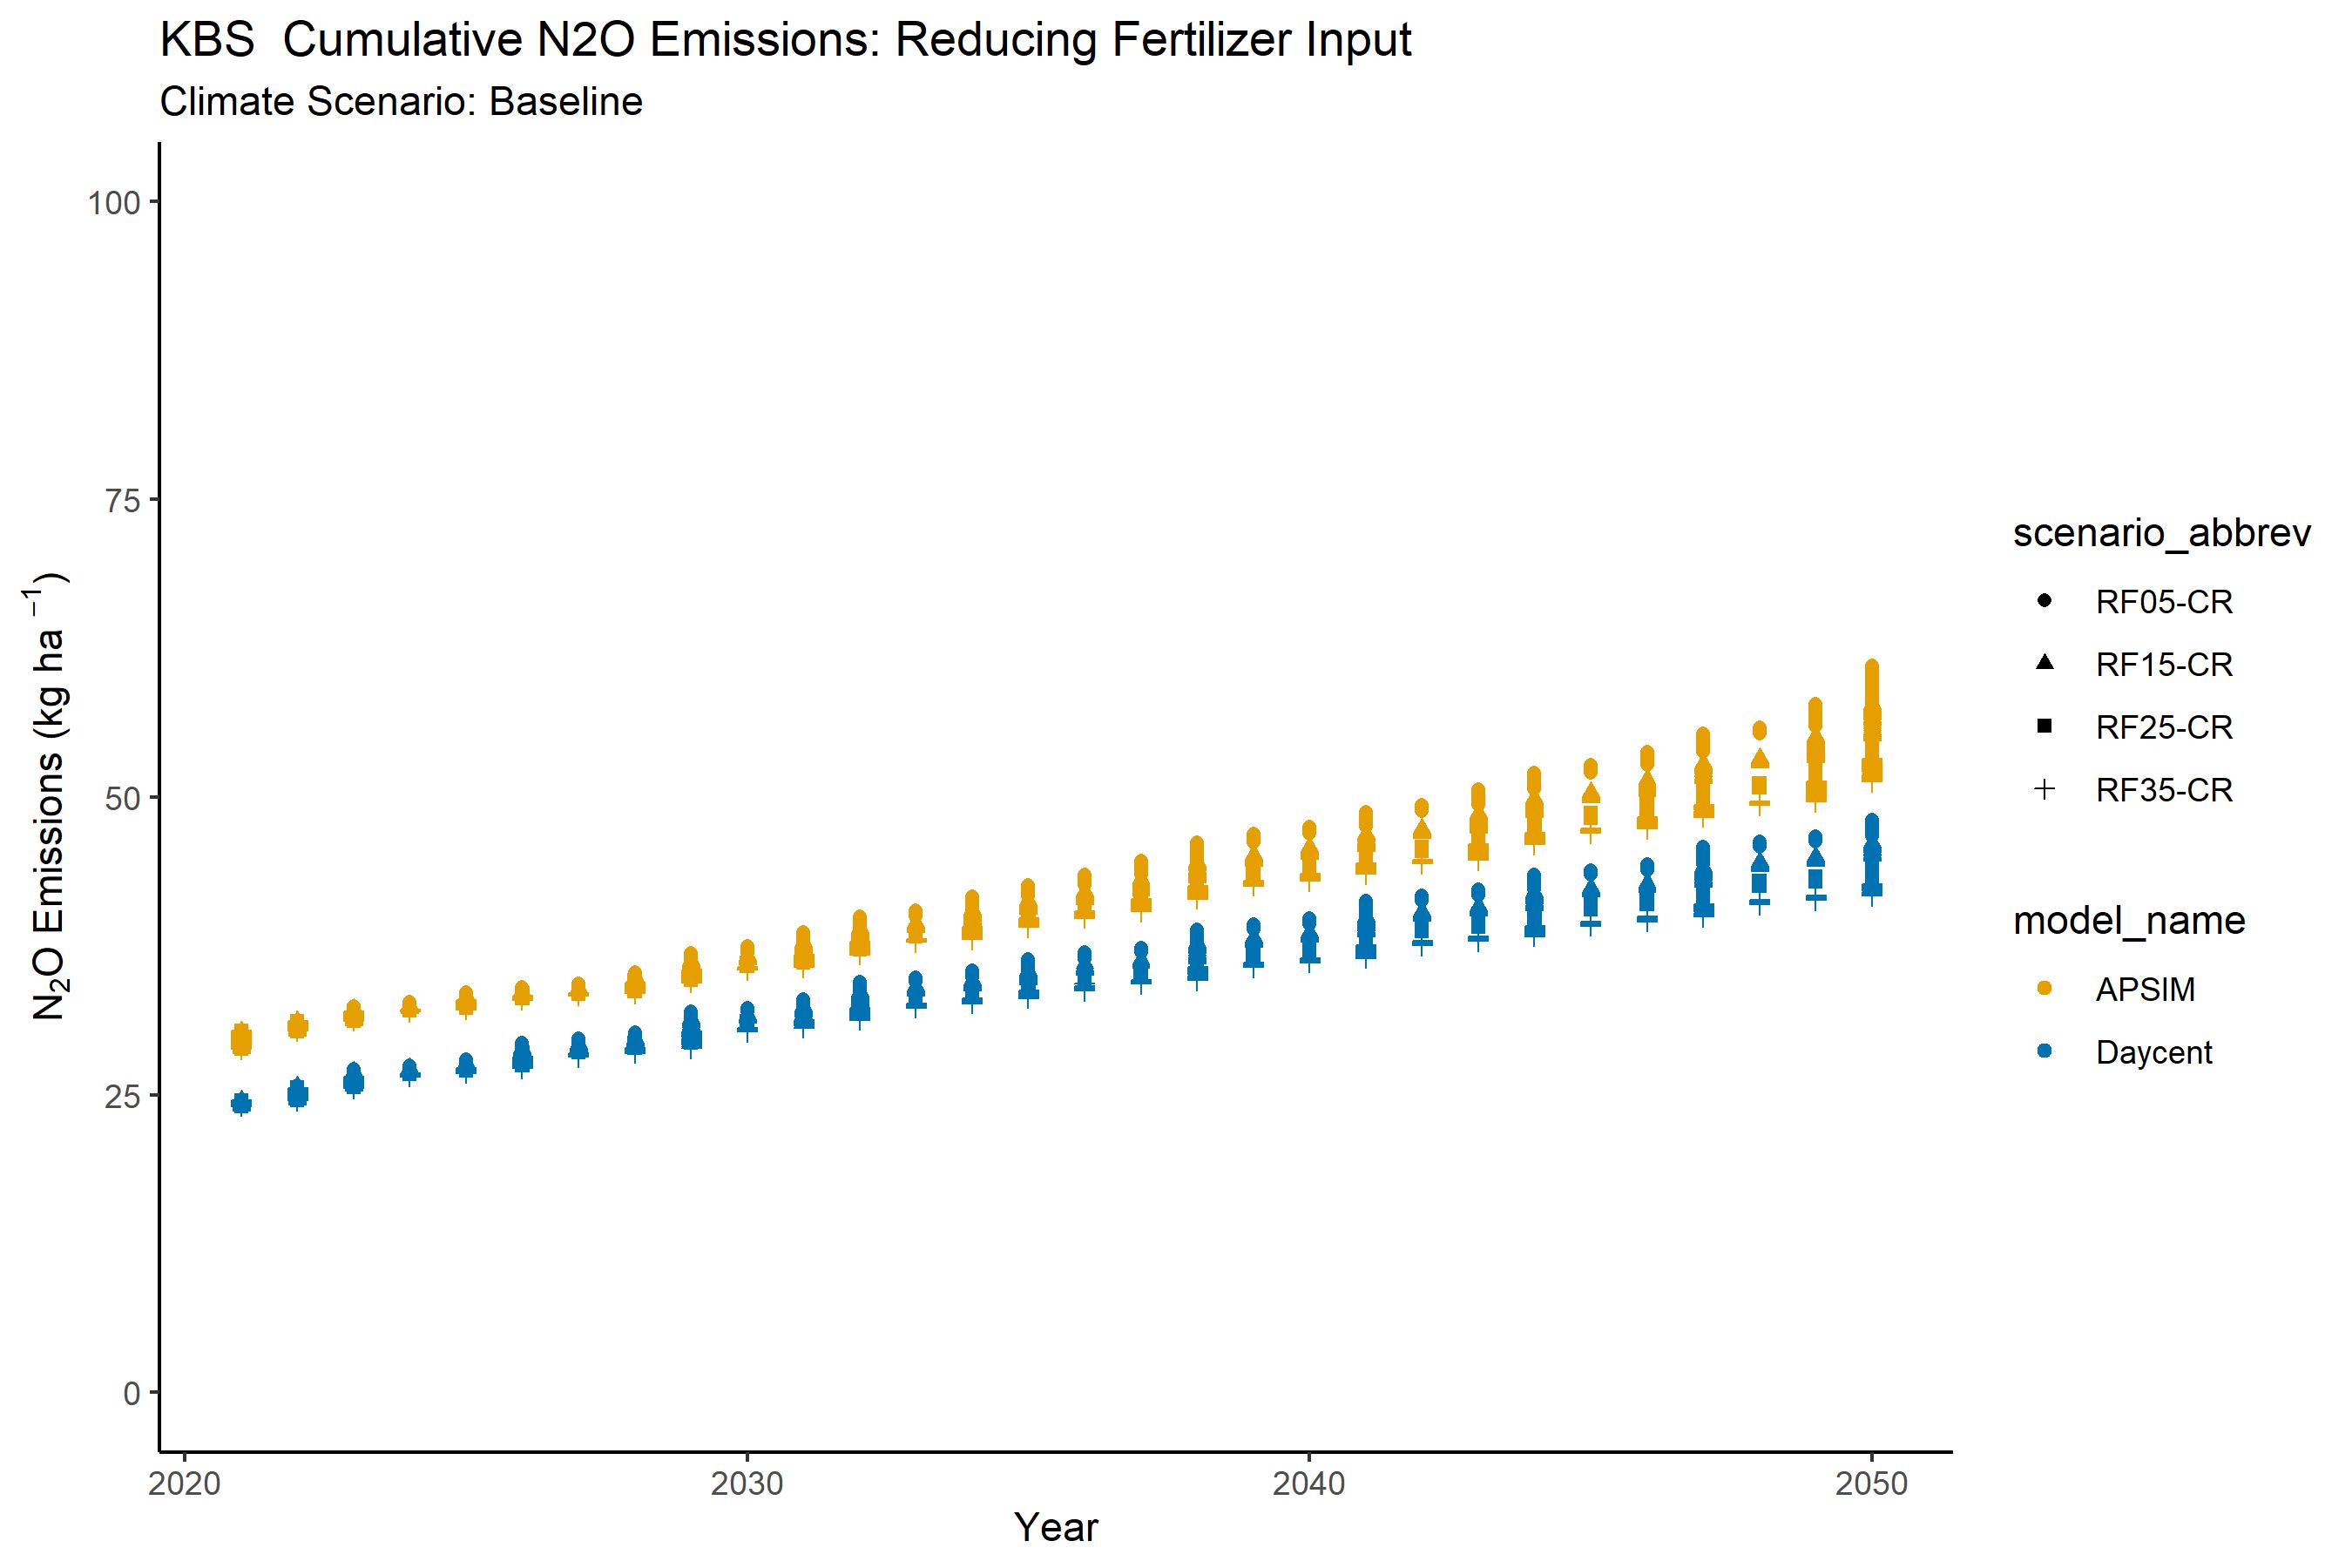 KBS  Cumulative N2O Emissions: Reducing Fertilizer Input
Climate Scenario: Baseline
N₂O Emissions (kg ha ⁻¹)
100
75
50
25
0
2020
2030
2040
2050
Year
scenario_abbrev
RF05-CR
RF15-CR
RF25-CR
RF35-CR
model_name
APSIM
Daycent